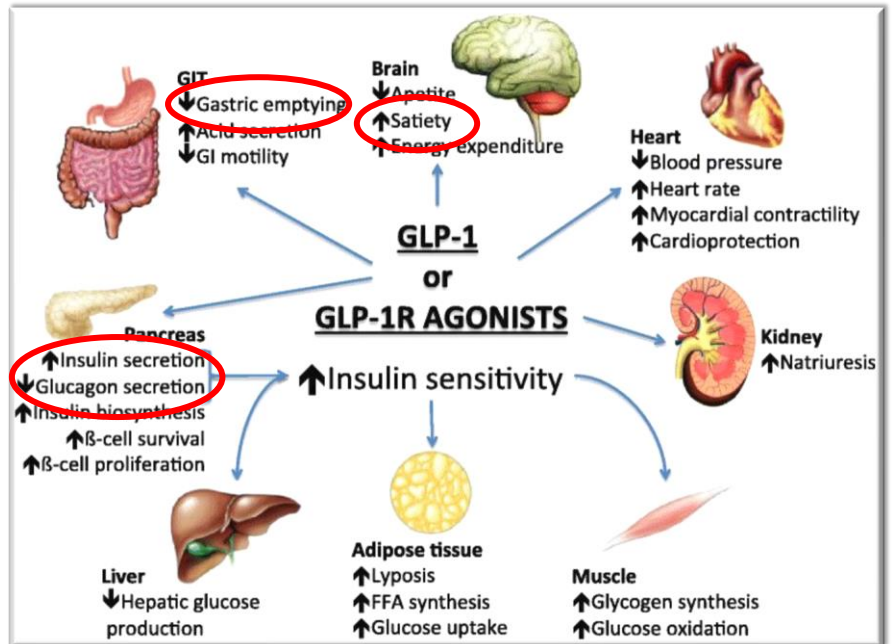 GIT
↓Gastric emptying
↑Acid secretion
↓GI motility
Brain
↓Apetite
↑Satiety
↑Energy expenditure
Heart
↓Blood pressure
↑Heart rate
↑Myocardial contractility
↑Cardioprotection
GLP-1
or
GLP-1R AGONISTS
Pancreas
↑Insulin secretion
↓Glucagon secretion
↑Insulin biosynthesis
↑ß-cell survival
↑ß-cell proliferation
↑Insulin sensitivity
Kidney
↑Natriuresis
Liver
↓Hepatic glucose
production
Adipose tissue
↑Lyposis
↑FFA synthesis
↑Glucose uptake
Muscle
↑Glycogen synthesis
↑Glucose oxidation